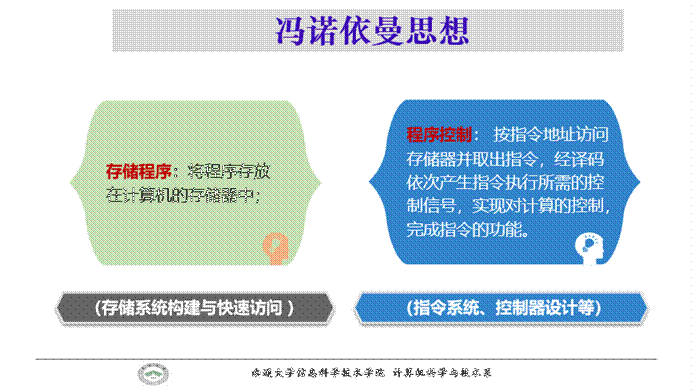 冯诺依曼思想
存储程序：将程序存放
在计算机的存储器中；
程序控制： 按指令地址访问
存储器并取出指令，经译码
依次产生指令执行所需的控
制信号，实现对计算的控制，
完成指令的功能。
（存储系统构建与快速访问 ）
（指令系统、控制器设计等）
信息科学技术学院 计算机科学与技术系